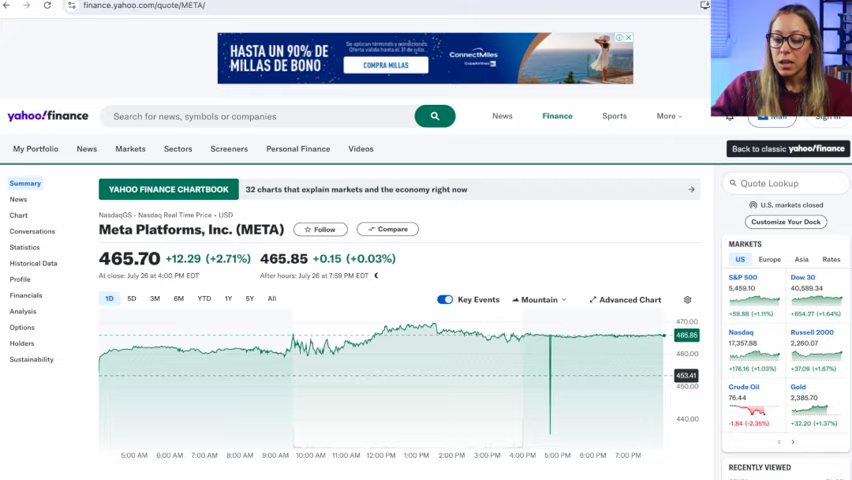 finance.yahoo.com/quote/META/
HASTA UN 90% DE
MILLAS DE BONO
Se aplican términos y condiciones.
COMPRA MILLAS
ConnectMiles
yahoo!finance
Search for news, symbols or companies
News Finance Sports More
Mail Sign in
My Portfolio News Markets Sectors Screeners Personal Finance Videos
Back to classic yahoo!finance
Summary
News
Chart
Conversations
Statistics
Historical Data
Profile
Financials
Analysis
Options
Holders
Sustainability
YAHOO FINANCE CHARTBOOK 32 charts that explain markets and the economy right now
NasdaqGS - Nasdaq Real Time Price • USD
Meta Platforms, Inc. (META) Follow Compare
465.70 +12.29 (+2.71%) 465.85 +0.15 (+0.03%)
At close: July 26 at 4:00 PM EDT After hours: July 26 at 7:59 PM EDT
1D 5D 3M 6M YTD 1Y 5Y All Key Events Mountain Advanced Chart
470.00
465.85
460.00
453.41
450.00
440.00
5:00 AM 6:00 AM 7:00 AM 8:00 AM 9:00 AM 10:00 AM 11:00 AM 12:00 PM 1:00 PM 2:00 PM 3:00 PM 4:00 PM 5:00 PM 6:00 PM 7:00 PM
Quote Lookup
U.S. markets closed
Customize Your Dock
MARKETS
US Europe Asia Rates
S&P 500 Dow 30
5,459.10 40,589.34
+59.88 (+1.11%) +654.27 (+1.64%)
Nasdaq Russell 2000
17,357.88 2,260.07
+176.16 (+1.03%) +37.09 (+1.67%)
Crude Oil Gold
76.44 2,385.70
-1.84 (-2.35%) +32.20 (+1.37%)
RECENTLY VIEWED